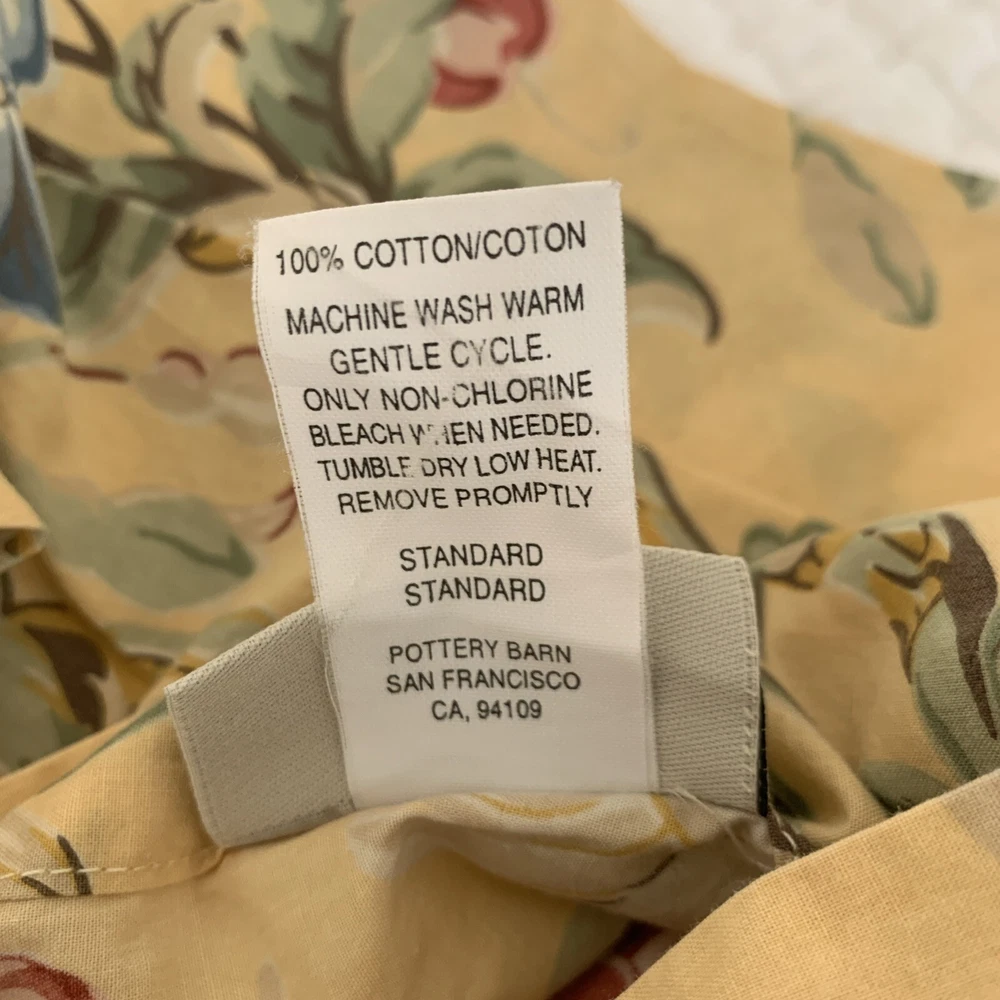 100% COTTON/COTON
MACHINE WASH WARM
GENTLE CYCLE.
ONLY NON-CHLORINE
BLEACH WHEN NEEDED.
TUMBLE DRY LOW HEAT.
REMOVE PROMPTLY
STANDARD
STANDARD
POTTERY BARN
SAN FRANCISCO
CA, 94109